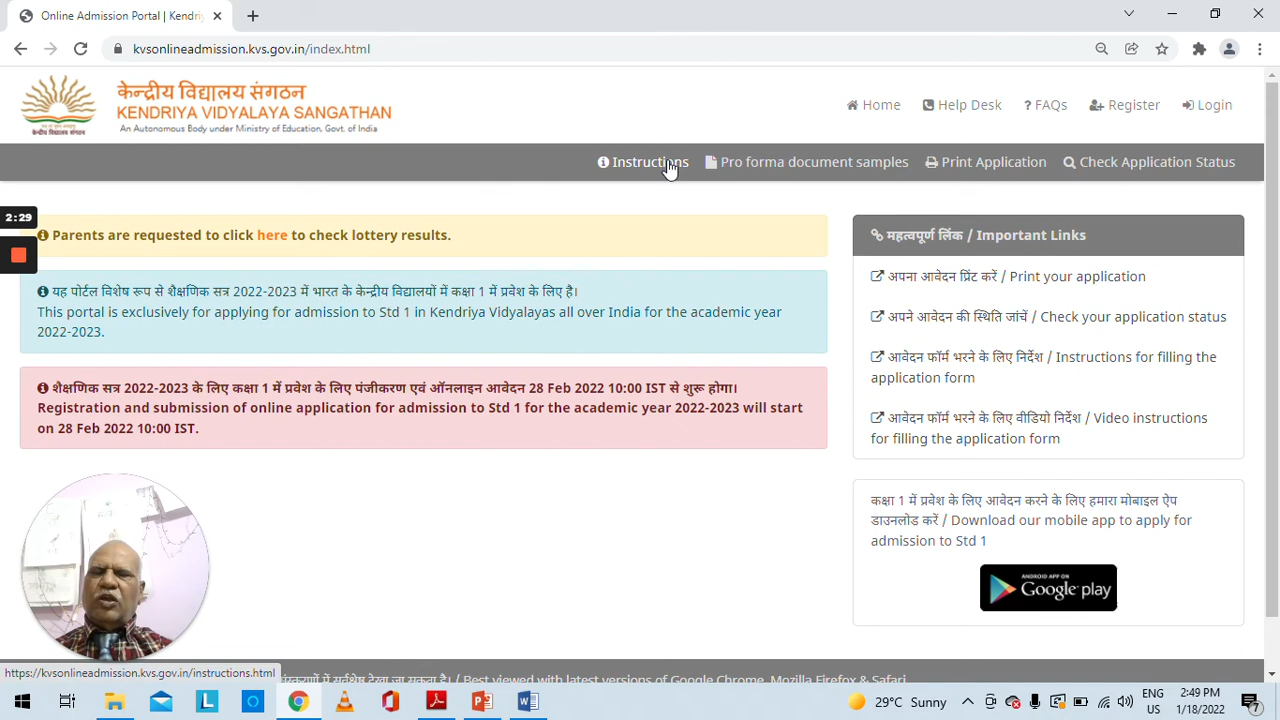 Online Admission Portal | Kendri
kvsonlineadmission.kvs.gov.in/index.html
केन्द्रीय विद्यालय संगठन
KENDRIYA VIDYALAYA SANGATHAN
An Autonomous Body under Ministry of Education, Govt. of India
केन्द्रीय विद्यालय संगठन
Home Help Desk ? FAQs Register Login
Instructions Pro forma document samples Print Application Check Application Status
2:29
Parents are requested to click here to check lottery results.
यह पोर्टल विशेष रूप से शैक्षणिक सत्र 2022-2023 में भारत के केन्द्रीय विद्यालयों में कक्षा 1 में प्रवेश के लिए है।
This portal is exclusively for applying for admission to Std 1 in Kendriya Vidyalayas all over India for the academic year
2022-2023.
शैक्षणिक सत्र 2022-2023 के लिए कक्षा 1 में प्रवेश के लिए पंजीकरण एवं ऑनलाइन आवेदन 28 Feb 2022 10:00 IST से शुरू होगा।
Registration and submission of online application for admission to Std 1 for the academic year 2022-2023 will start
on 28 Feb 2022 10:00 IST.
महत्वपूर्ण लिंक / Important Links
अपना आवेदन प्रिंट करें / Print your application
अपने आवेदन की स्थिति जांचें / Check your application status
आवेदन फॉर्म भरने के लिए निर्देश / Instructions for filling the
application form
आवेदन फॉर्म भरने के लिए वीडियो निर्देश / Video instructions
for filling the application form
कक्षा 1 में प्रवेश के लिए आवेदन करने के लिए हमारा मोबाइल ऐप
डाउनलोड करें / Download our mobile app to apply for
admission to Std 1
ANDROID APP ON
Google play
https://kvsonlineadmission.kvs.gov.in/instructions.html
संस्करणों में सर्वश्रेष्ठ देखा जा सकता है। / Best viewed with latest versions of Google Chrome, Mozilla Firefox & Safari
29°C Sunny
ENG
US
2:49 PM
1/18/2022
7